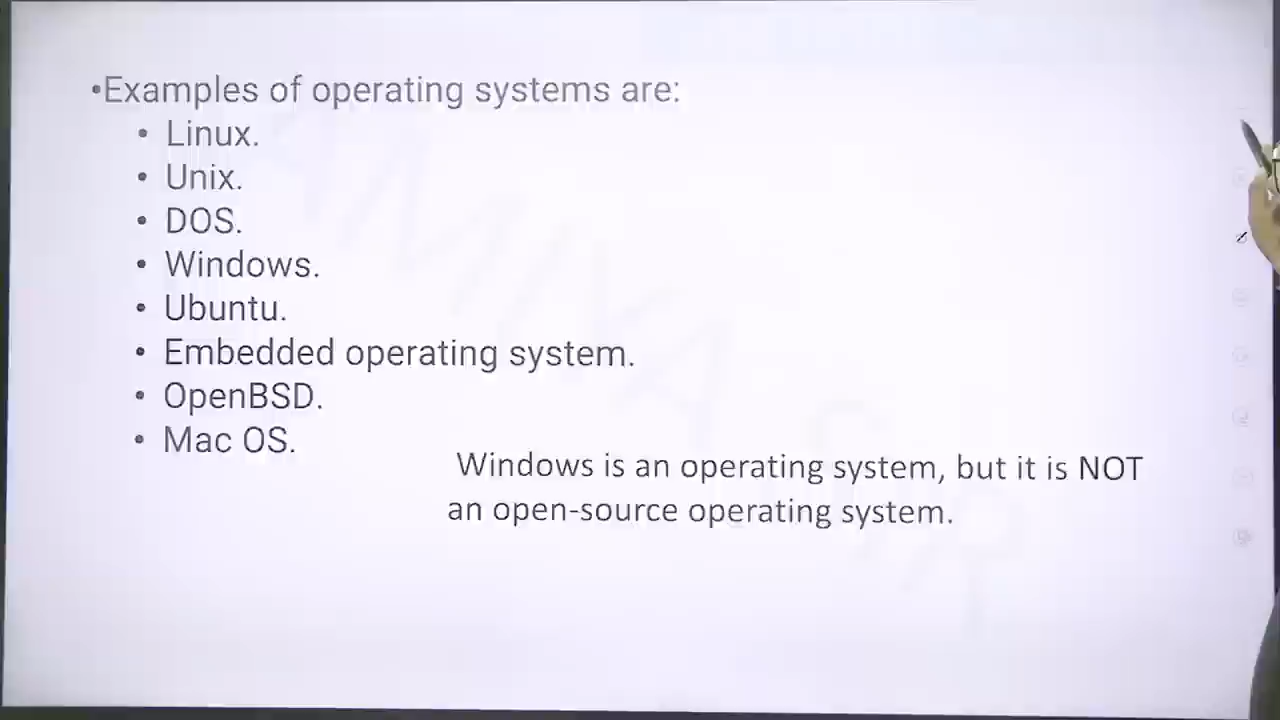 •Examples of operating systems are:
• Linux.
• Unix.
• DOS.
• Windows.
• Ubuntu.
• Embedded operating system.
• OpenBSD.
• Mac OS.
Windows is an operating system, but it is NOT
an open-source operating system.